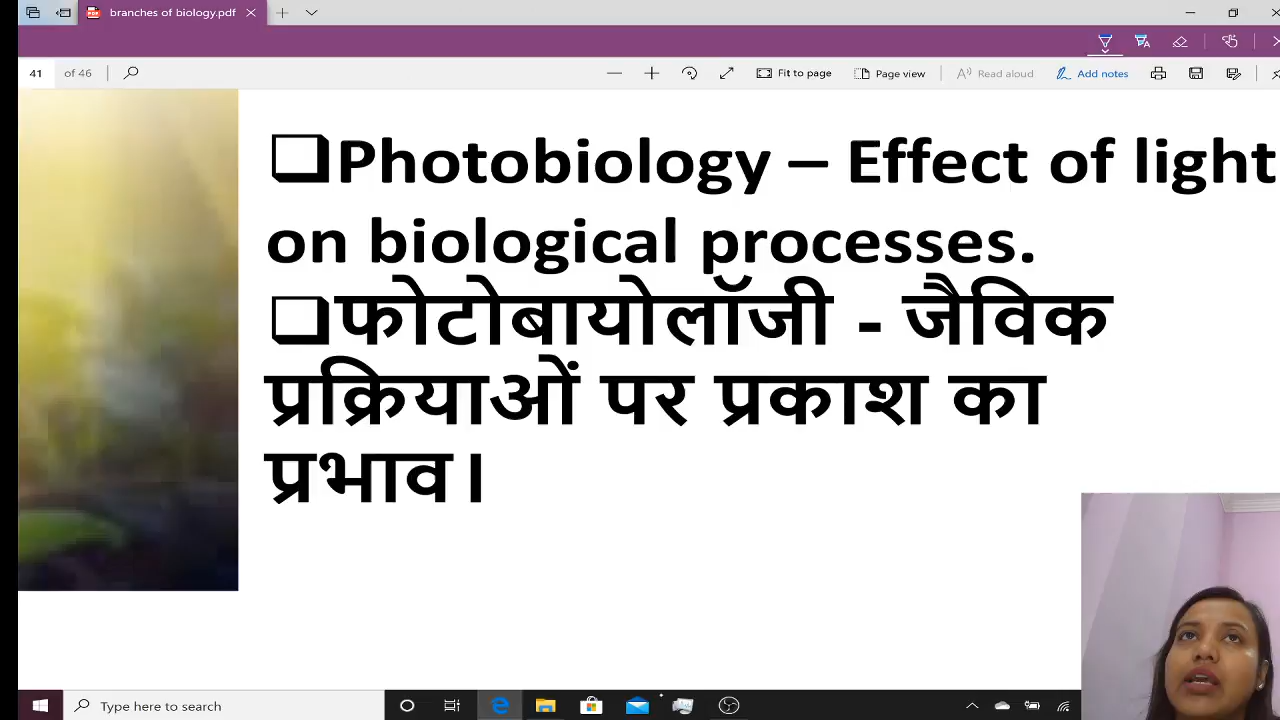 branches of biology.pdf
41 of 46 Fit to page Page view Read aloud Add notes
❑Photobiology – Effect of light
on biological processes.
❑फोटोबायोलॉजी - जैविक
प्रक्रियाओं पर प्रकाश का
प्रभाव।
Type here to search